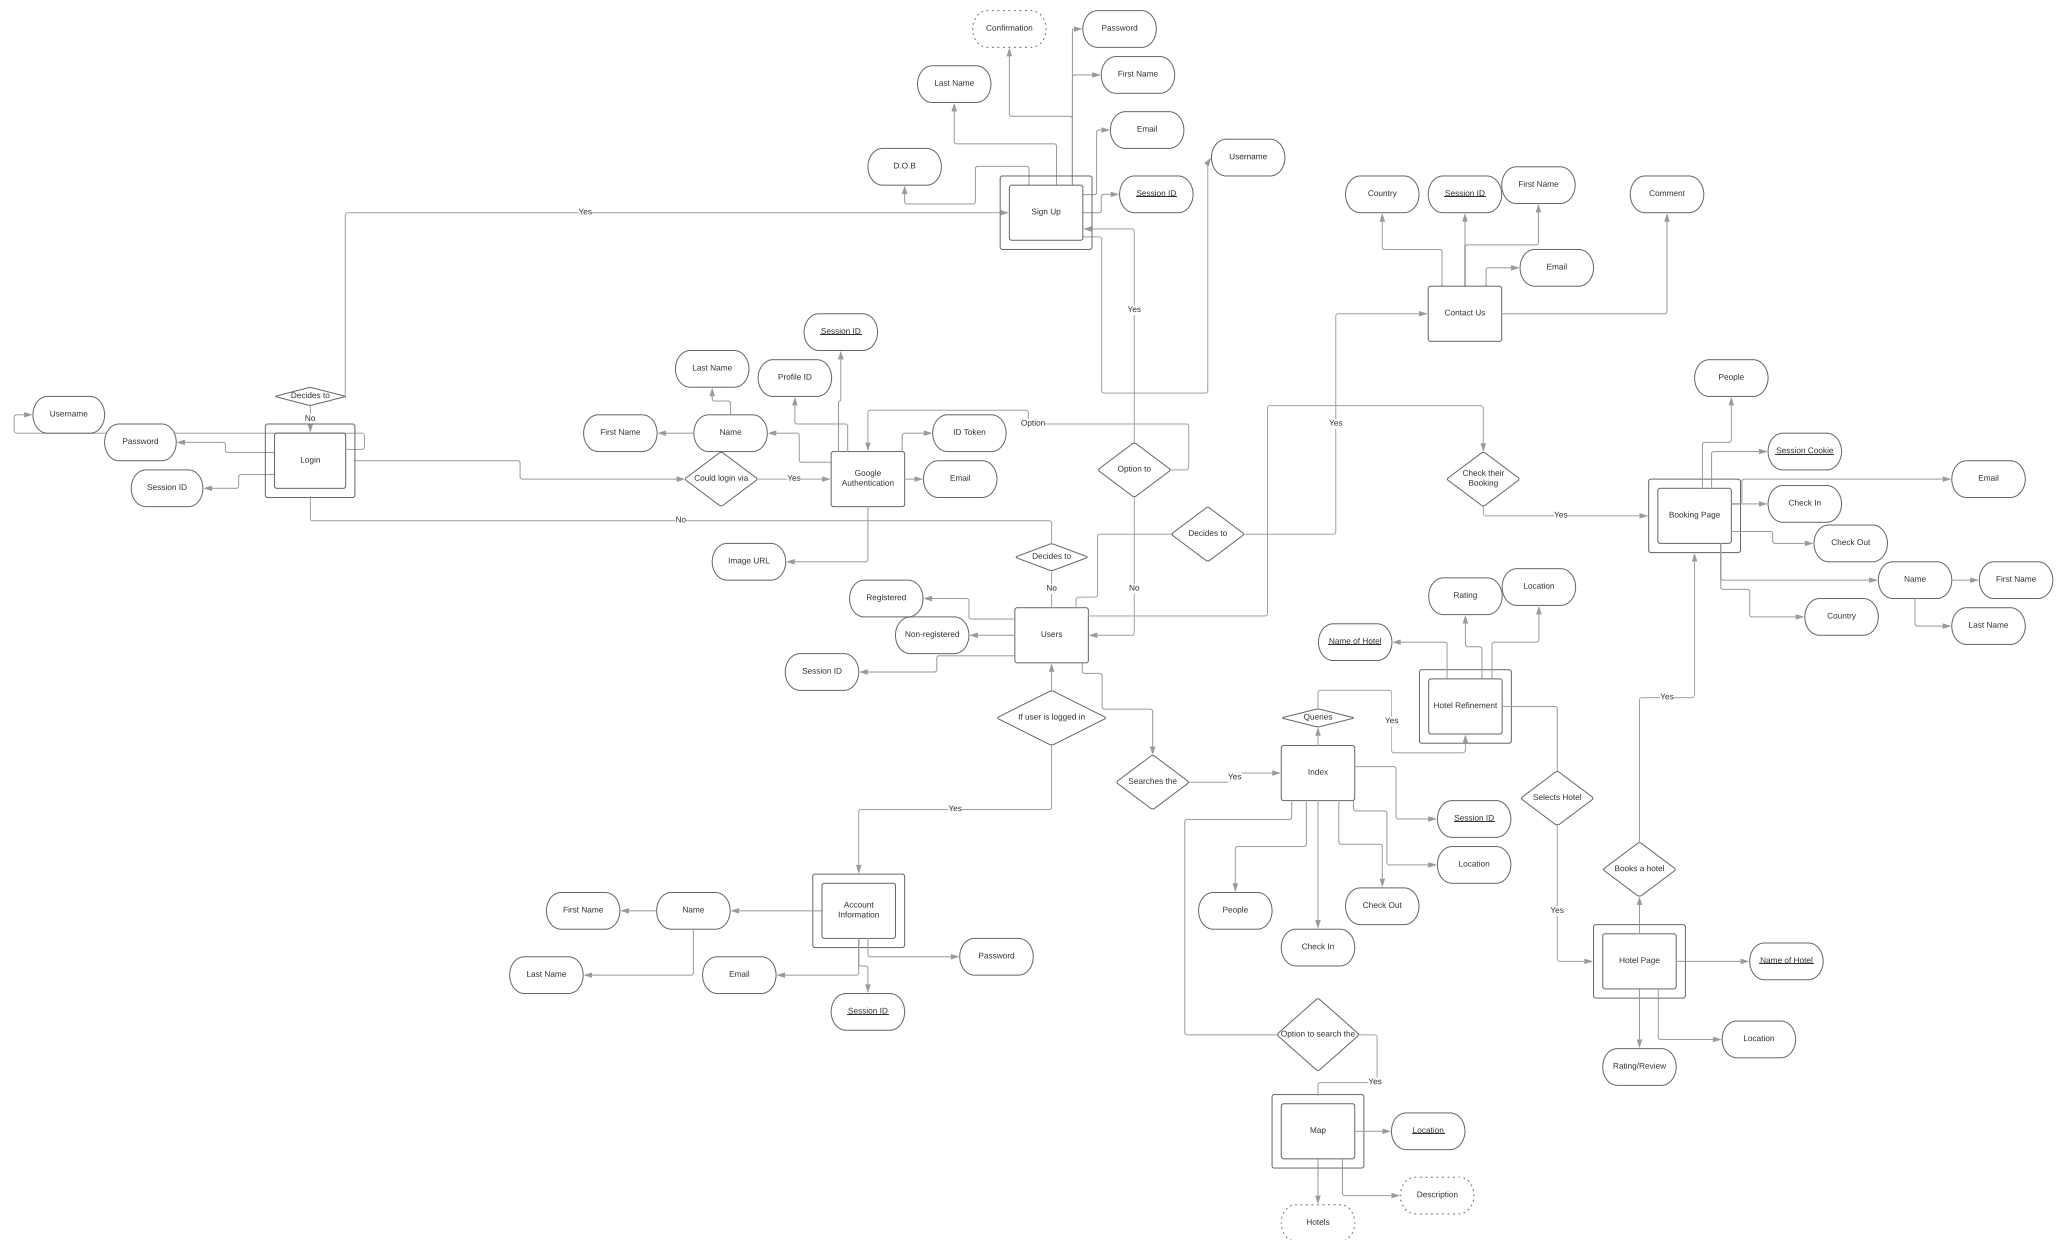 Confirmation
Password
Last Name
First Name
Email
Username
D.O.B
Session ID
Sign Up
Yes
Country
Session ID
First Name
Comment
Email
Contact Us
Yes
Session ID
Last Name
Profile ID
People
Decides to
No
Username
Password
Login
Session ID
First Name
Name
ID Token
Could login via
Yes
Google
Authentication
Email
Image URL
Option
Yes
Option to
Check their
Booking
Yes
Session Cookie
Email
Booking Page
Check In
Check Out
Name
First Name
Country
Last Name
No
Decides to
Decides to
No
No
Registered
Non-registered
Users
Session ID
Rating
Location
Name of Hotel
Hotel Refinement
If user is logged in
Queries
Yes
Yes
Searches the
Yes
Index
Selects Hotel
Session ID
Yes
Location
Books a hotel
People
Check Out
Check In
Yes
Account
Information
First Name
Name
Last Name
Email
Password
Session ID
Hotel Page
Name of Hotel
Location
Rating/Review
Option to search the
Yes
Map
Location
Description
Hotels